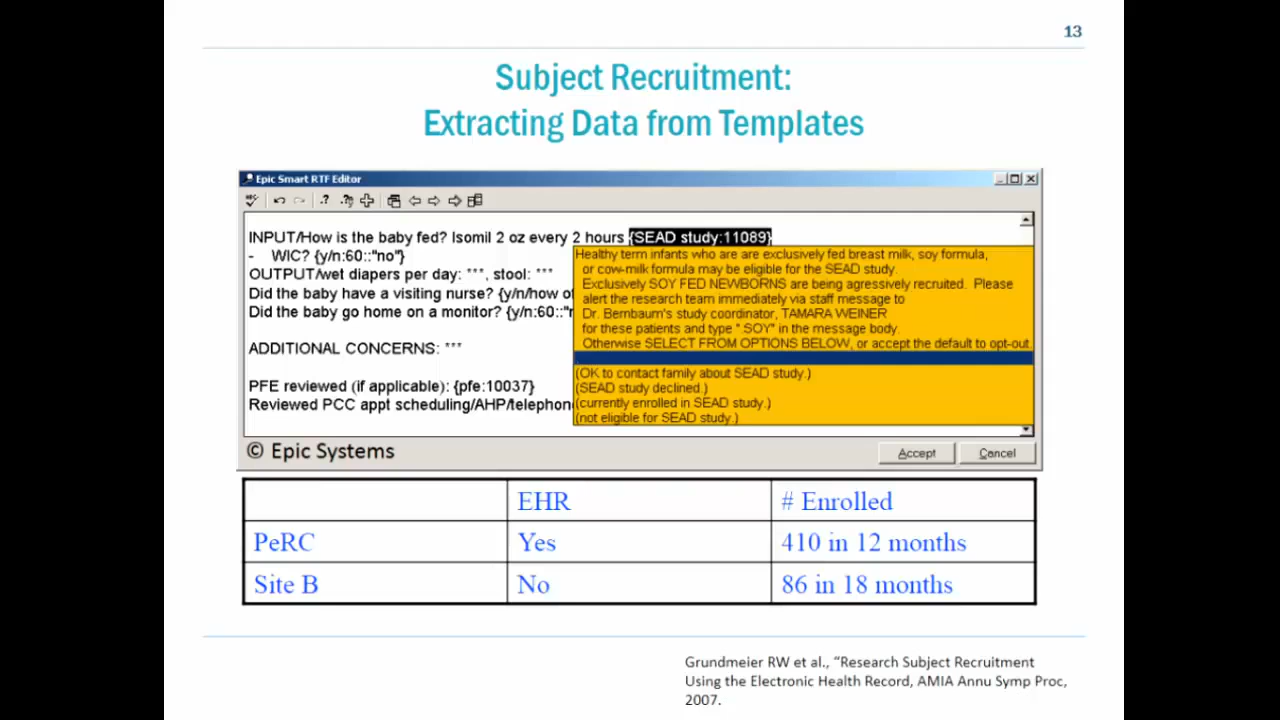 13
Subject Recruitment:
Extracting Data from Templates
Epic Smart RTF Editor
INPUT/How is the baby fed? Isomil 2 oz every 2 hours {SEAD study:11089}
- WIC? {y/n:60::"no"}
OUTPUT/wet diapers per day: ***, stool: ***
Did the baby have a visiting nurse? {y/n/how of
Did the baby go home on a monitor? {y/n:60::"n
ADDITIONAL CONCERNS: ***
PFE reviewed (if applicable): {pfe:10037}
Reviewed PCC appt scheduling/AHP/telephon
Healthy term infants who are are exclusively fed breast milk, soy formula,
or cow-milk formula may be eligible for the SEAD study.
Exclusively SOY FED NEWBORNS are being agressively recruited. Please
alert the research team immediately via staff message to
Dr. Bernbaum's study coordinator, TAMARA WEINER
for these patients and type ".SOY" in the message body.
Otherwise SELECT FROM OPTIONS BELOW, or accept the default to opt-out.
(OK to contact family about SEAD study.)
(SEAD study declined.)
(currently enrolled in SEAD study.)
(not eligible for SEAD study.)
© Epic Systems
Accept Cancel
EHR # Enrolled
PeRC Yes 410 in 12 months
Site B No 86 in 18 months
Grundmeier RW et al., "Research Subject Recruitment
Using the Electronic Health Record, AMIA Annu Symp Proc,
2007.